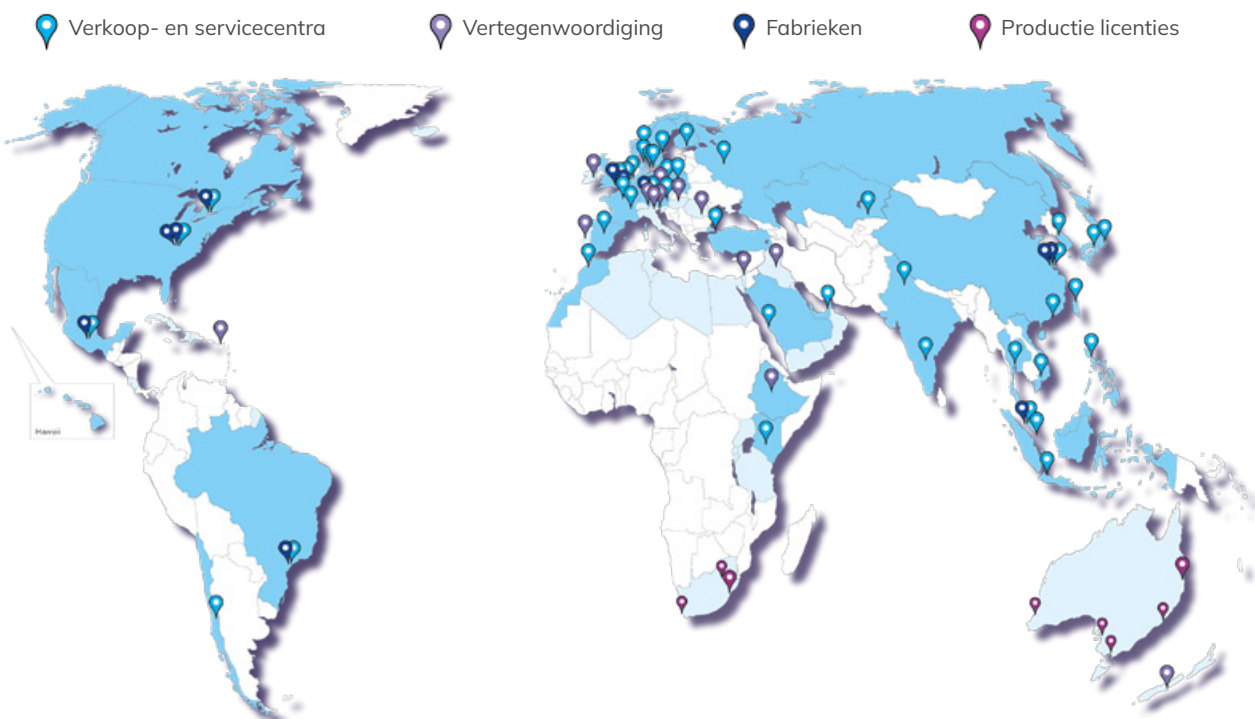 Verkoop- en servicecentra
Vertegenwoordiging
Fabrieken
Productie licenties
Hawaii